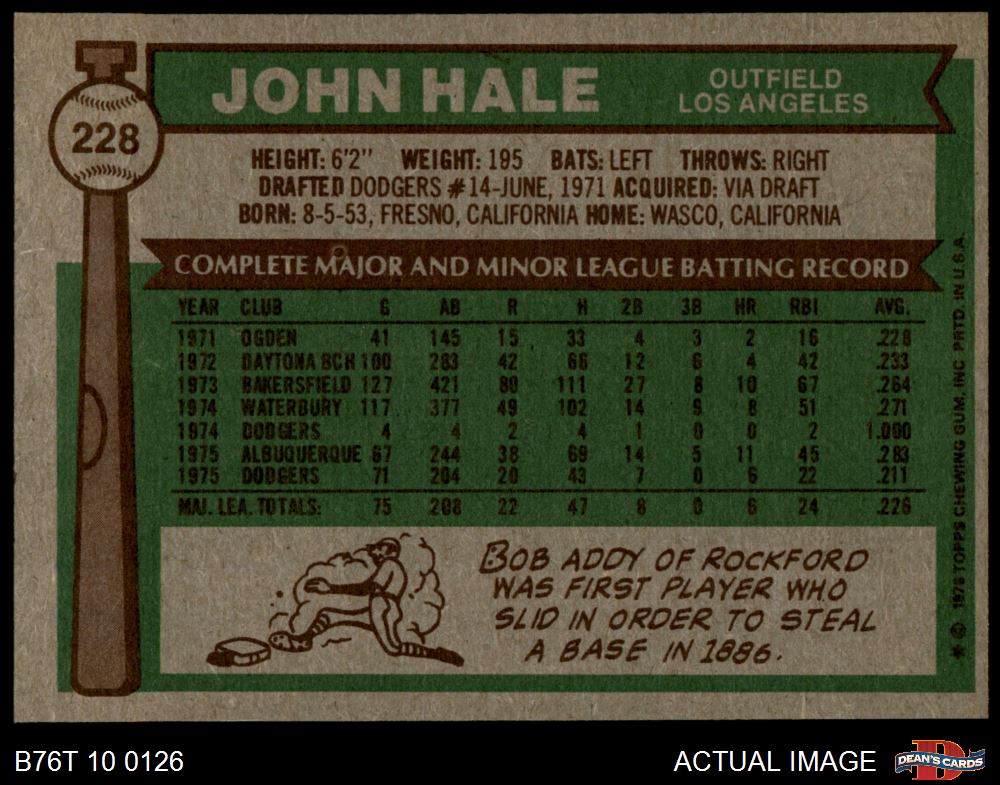 JOHN HALE
OUTFIELD
LOS ANGELES
228
HEIGHT: 6'2" WEIGHT: 195 BATS: LEFT THROWS: RIGHT
DRAFTED DODGERS #14-JUNE, 1971 ACQUIRED: VIA DRAFT
BORN: 8-5-53, FRESNO, CALIFORNIA HOME: WASCO, CALIFORNIA
COMPLETE MAJOR AND MINOR LEAGUE BATTING RECORD
YEAR CLUB G AB R H 2B 3B HR RBI AVG.
1971 OGDEN 41 145 15 33 4 3 2 16 .228
1972 DAYTONA BCH 100 283 42 66 12 6 4 42 .233
1973 BAKERSFIELD 127 421 80 111 27 8 10 67 .264
1974 WATERBURY 117 377 49 102 14 9 8 51 .271
1974 DODGERS 4 4 2 4 1 0 0 2 1.000
1975 ALBUQUERQUE 67 244 38 69 14 5 11 45 .283
1975 DODGERS 71 204 20 43 7 0 6 22 .211
MAJ. LEA. TOTALS: 75 208 22 47 8 0 6 24 .226
BOB ADDY OF ROCKFORD
WAS FIRST PLAYER WHO
SLID IN ORDER TO STEAL
A BASE IN 1886.
* © 1976 TOPPS CHEWING GUM, INC PRTD. IN U.S.A.
B76T 10 0126
ACTUAL IMAGE
D
DEAN'S CARDS